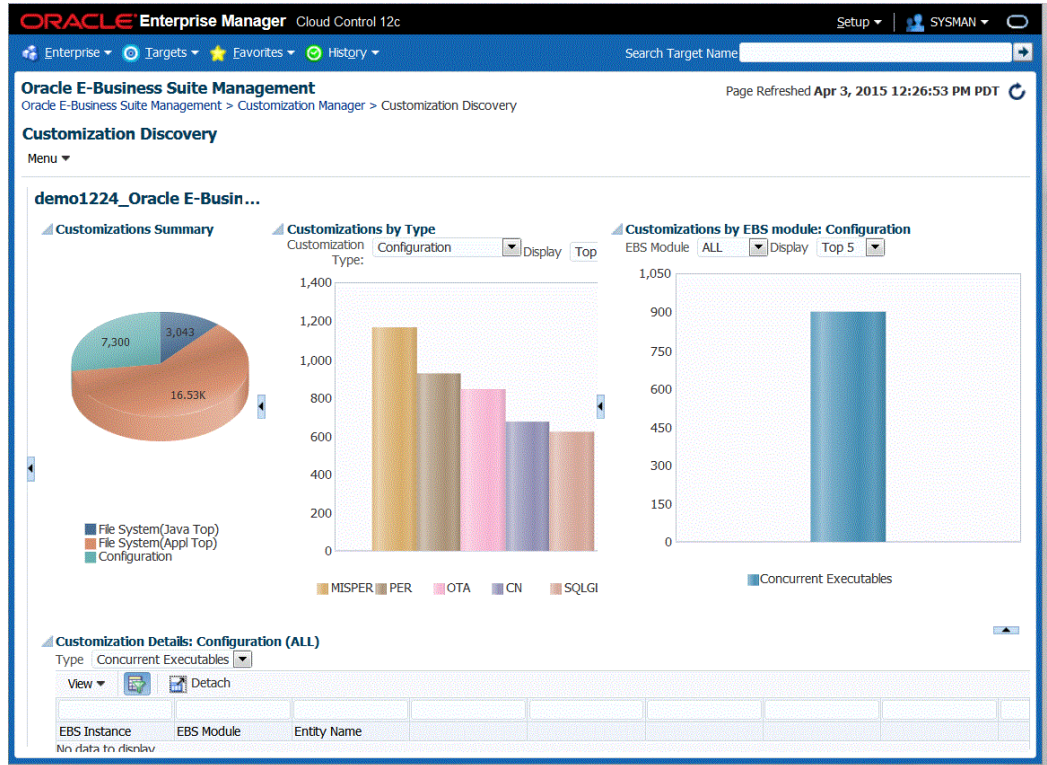 ORACLE Enterprise Manager Cloud Control 12c
Setup SYSMAN
Enterprise Targets Favorites History Search Target Name
Oracle E-Business Suite Management
Page Refreshed Apr 3, 2015 12:26:53 PM PDT
Oracle E-Business Suite Management > Customization Manager > Customization Discovery
Customization Discovery
Menu
demo1224_Oracle E-Busin...
Customizations Summary
3,043
7,300
16.53K
File System(Java Top)
File System(Appl Top)
Configuration
Customizations by Type
Customization Type: Configuration Display Top
1,400
1,200
1,000
800
600
400
200
0
MISPER PER OTA CN SQLGI
Customizations by EBS module: Configuration
EBS Module ALL Display Top 5
1,050
900
750
600
450
300
150
0
Concurrent Executables
Customization Details: Configuration (ALL)
Type Concurrent Executables
View Detach
EBS Instance EBS Module Entity Name
No data to display